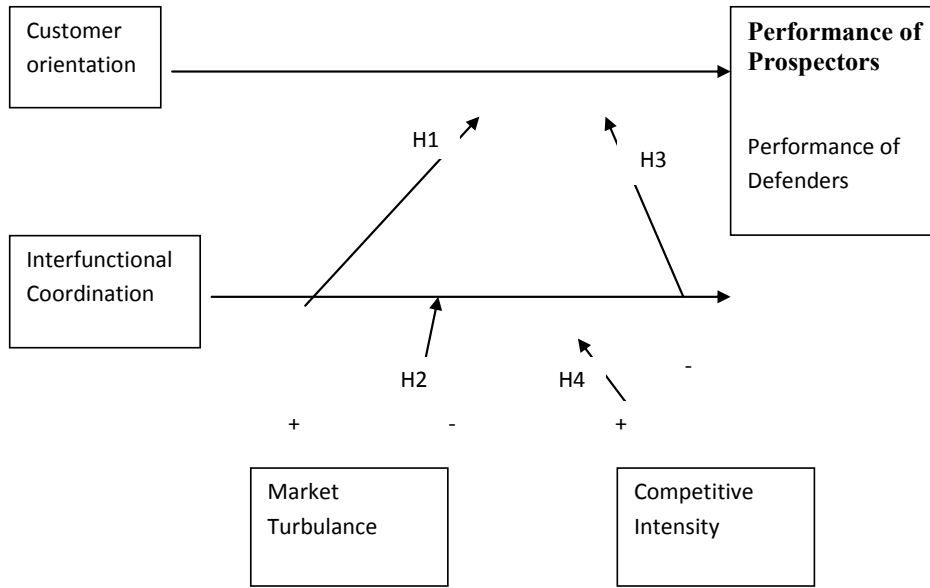 Customer
orientation
Performance of
Prospectors
H1
H3
Performance of
Defenders
Interfunctional
Coordination
H2
H4
-
+
-
+
Market
Turbulance
Competitive
Intensity